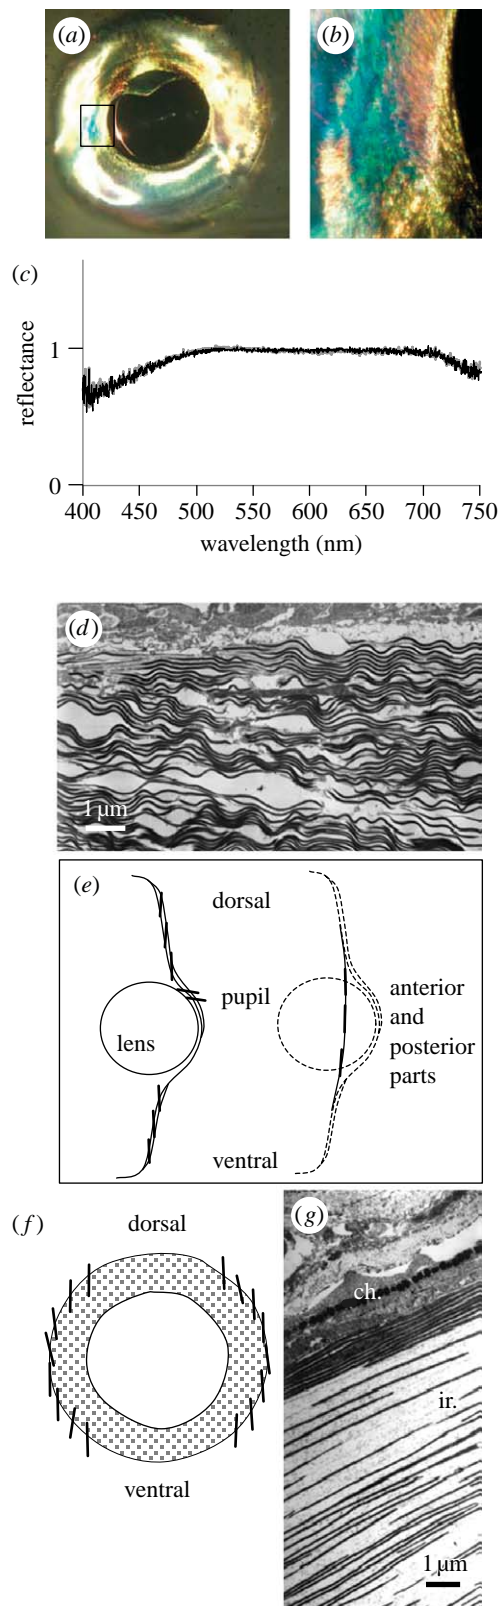 (a)
(b)
(c)
reflectance
1
0
400 450 500 550 600 650 700 750
wavelength (nm)
(d)
1 μm
(e)
dorsal
pupil
lens
anterior
and
posterior
parts
ventral
(f)
dorsal
ventral
(g)
ch.
ir.
1 μm